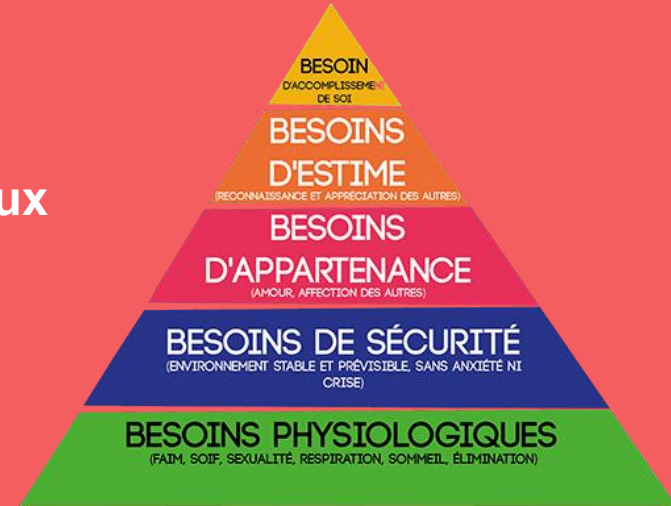 BESOIN
D'ACCOMPLISSEMENT
DE SOI
BESOINS
D'ESTIME
(RECONNAISSANCE ET APPRÉCIATION DES AUTRES)
ux
BESOINS
D'APPARTENANCE
(AMOUR, AFFECTION DES AUTRES)
BESOINS DE SÉCURITÉ
(ENVIRONNEMENT STABLE ET PRÉVISIBLE, SANS ANXIÉTÉ NI
CRISE)
BESOINS PHYSIOLOGIQUES
(FAIM, SOIF, SEXUALITÉ, RESPIRATION, SOMMEIL, ÉLIMINATION)